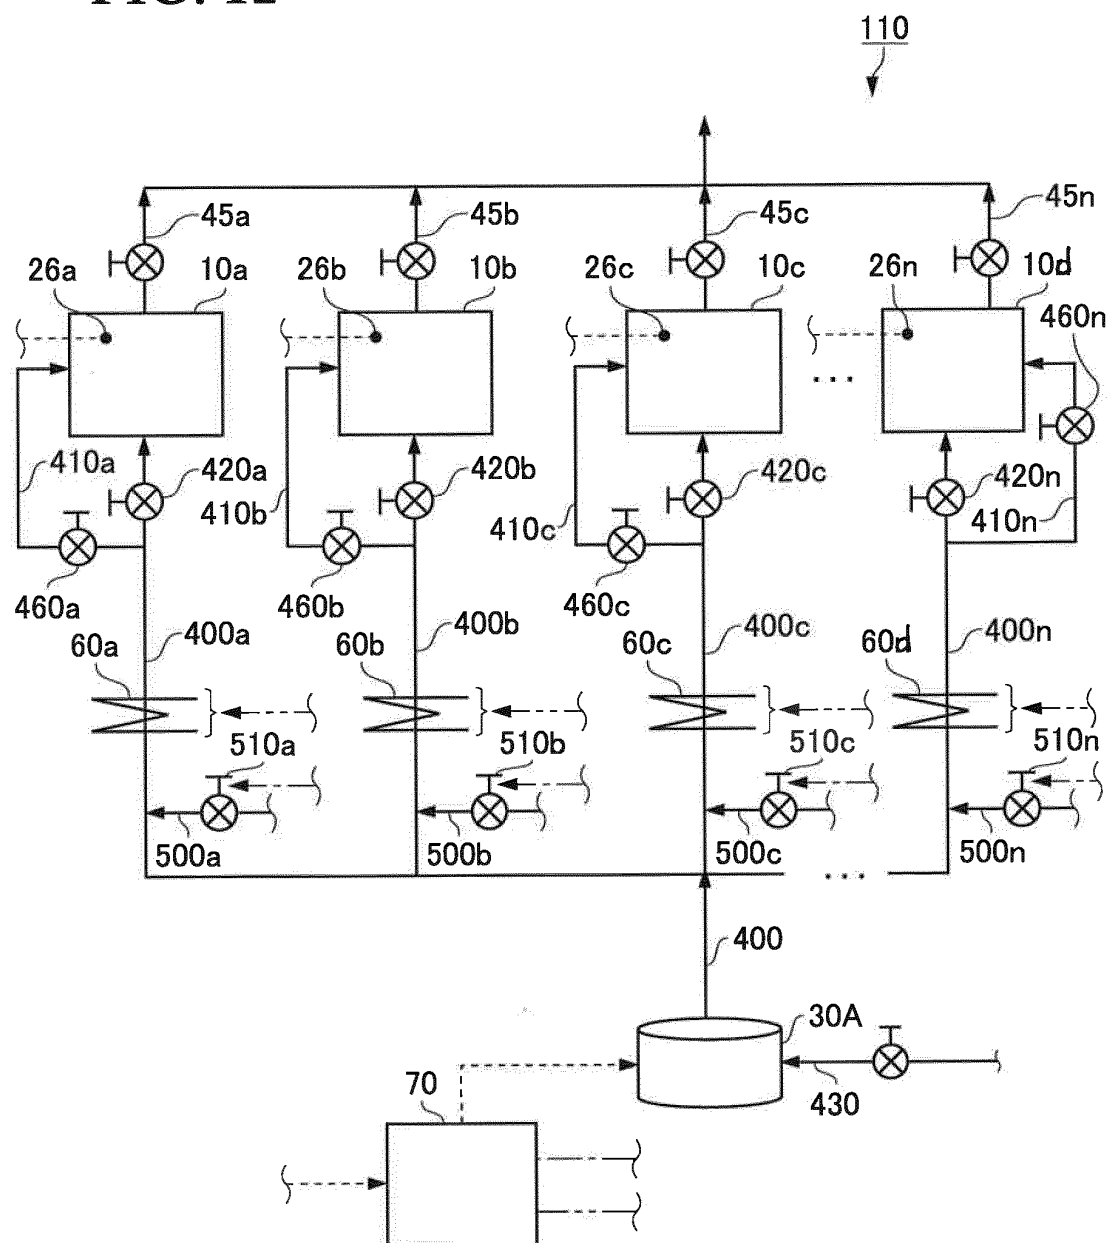 FIG. 12
110
45a 45b 45c 45n
26a 10a 26b 10b 26c 10c 26n 10d
460n
. . .
410a 420a 410b 420b 410c 420c 420n
410n
460a 460b 460c
60a 400a 60b 400b 60c 400c 60d 400n
510a 510b 510c 510n
500a 500b 500c 500n
. . .
400
30A
70 430